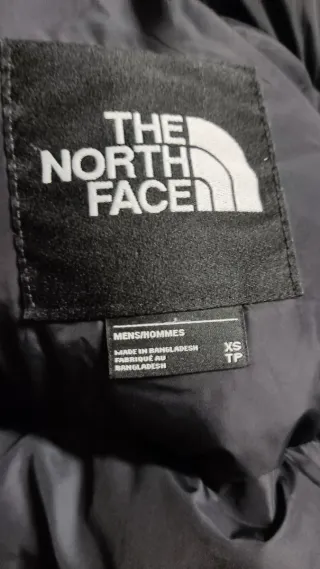 THE
NORTH
FACE
MENS/HOMMES
MADE IN BANGLADESH
FABRIQUÉ AU
BANGLADESH
XS
TP